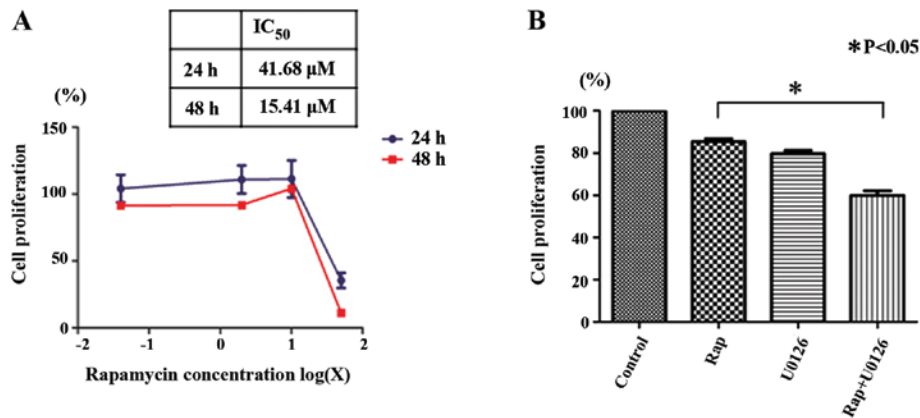 A
IC50
24 h 41.68 μM
48 h 15.41 μM
(%)
150
100
50
0
-2 -1 0 1 2
Cell proliferation
Rapamycin concentration log(X)
24 h
48 h
B
*P<0.05
(%)
*
100
80
60
40
20
0
Cell proliferation
Control
Rap
U0126
Rap+U0126